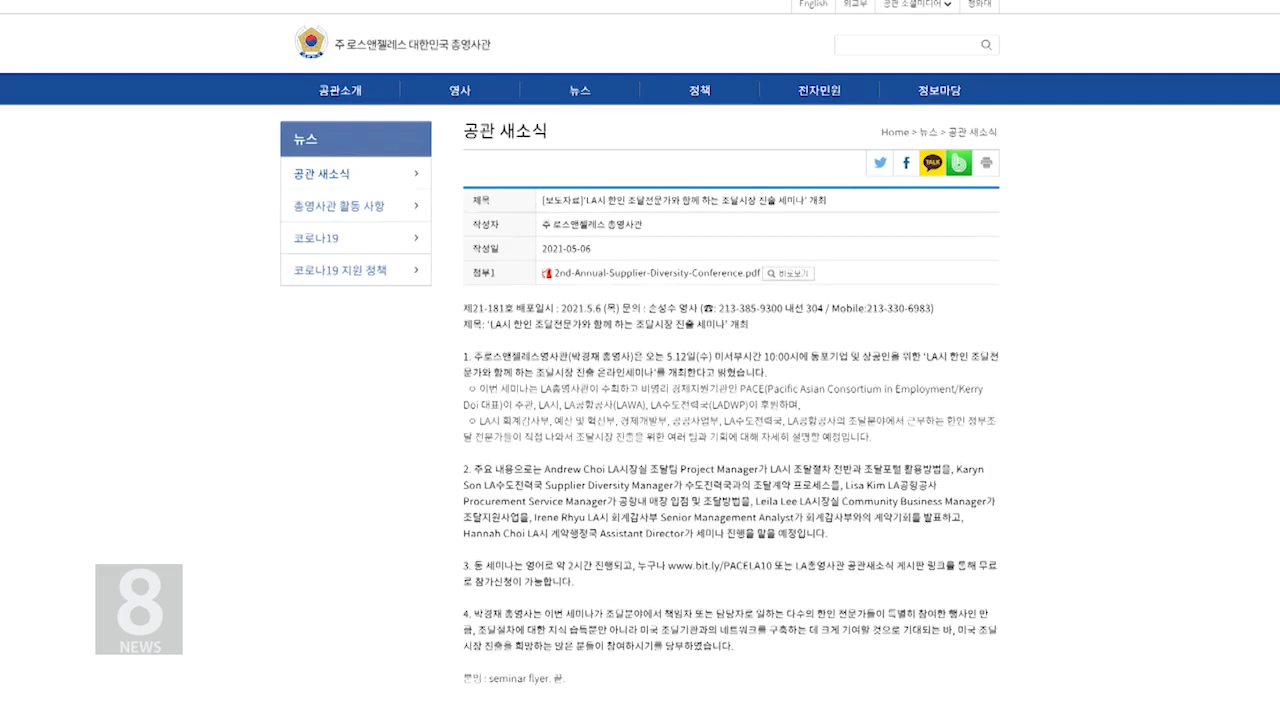 English 외교부 공관 소셜미디어 청와대
주 로스앤젤레스 대한민국 총영사관
공관소개 영사 뉴스 정책 전자민원 정보마당
뉴스
공관 새소식
총영사관 활동 사항
코로나19
코로나19 지원 정책
공관 새소식
Home > 뉴스 > 공관 새소식
TALK
제목 [보도자료]'LA시 한인 조달전문가와 함께 하는 조달시장 진출 세미나' 개최
작성자 주 로스앤젤레스 총영사관
작성일 2021-05-06
첨부1 2nd-Annual-Supplier-Diversity-Conference.pdf 바로보기
제21-181호 배포일시 : 2021.5.6 (목) 문의 : 손성수 영사 (☎: 213-385-9300 내선 304 / Mobile:213-330-6983)
제목: 'LA시 한인 조달전문가와 함께 하는 조달시장 진출 세미나' 개최
1. 주로스앤젤레스영사관(박경재 총영사)은 오는 5.12일(수) 미서부시간 10:00시에 동포기업 및 상공인을 위한 'LA시 한인 조달전
문가와 함께 하는 조달시장 진출 온라인세미나'를 개최한다고 밝혔습니다.
ㅇ 이번 세미나는 LA총영사관이 주최하고 비영리 경제지원기관인 PACE(Pacific Asian Consortium in Employment/Kerry
Doi 대표)이 주관, LA시, LA공항공사(LAWA), LA수도전력국(LADWP)이 후원하며,
ㅇ LA시 회계감사부, 예산 및 혁신부, 경제개발부, 공공사업부, LA수도전력국, LA공항공사의 조달분야에서 근무하는 한인 정부조
달 전문가들이 직접 나와서 조달시장 진출을 위한 여러 팁과 기회에 대해 자세히 설명할 예정입니다.
2. 주요 내용으로는 Andrew Choi LA시장실 조달팀 Project Manager가 LA시 조달절차 전반과 조달포털 활용방법을, Karyn
Son LA수도전력국 Supplier Diversity Manager가 수도전력국과의 조달계약 프로세스를, Lisa Kim LA공항공사
Procurement Service Manager가 공항내 매장 입점 및 조달방법을, Leila Lee LA시장실 Community Business Manager가
조달지원사업을, Irene Rhyu LA시 회계감사부 Senior Management Analyst가 회계감사부와의 계약기회를 발표하고,
Hannah Choi LA시 계약행정국 Assistant Director가 세미나 진행을 맡을 예정입니다.
3. 동 세미나는 영어로 약 2시간 진행되고, 누구나 www.bit.ly/PACELA10 또는 LA총영사관 공관새소식 게시판 링크를 통해 무료
로 참가신청이 가능합니다.
4. 박경재 총영사는 이번 세미나가 조달분야에서 책임자 또는 담당자로 일하는 다수의 한인 전문가들이 특별히 참여한 행사인 만
큼, 조달절차에 대한 지식 습득뿐만 아니라 미국 조달기관과의 네트워크를 구축하는 데 크게 기여할 것으로 기대되는 바, 미국 조달
시장 진출을 희망하는 많은 분들이 참여하시기를 당부하였습니다.
붙임 : seminar flyer. 끝.
8
NEWS